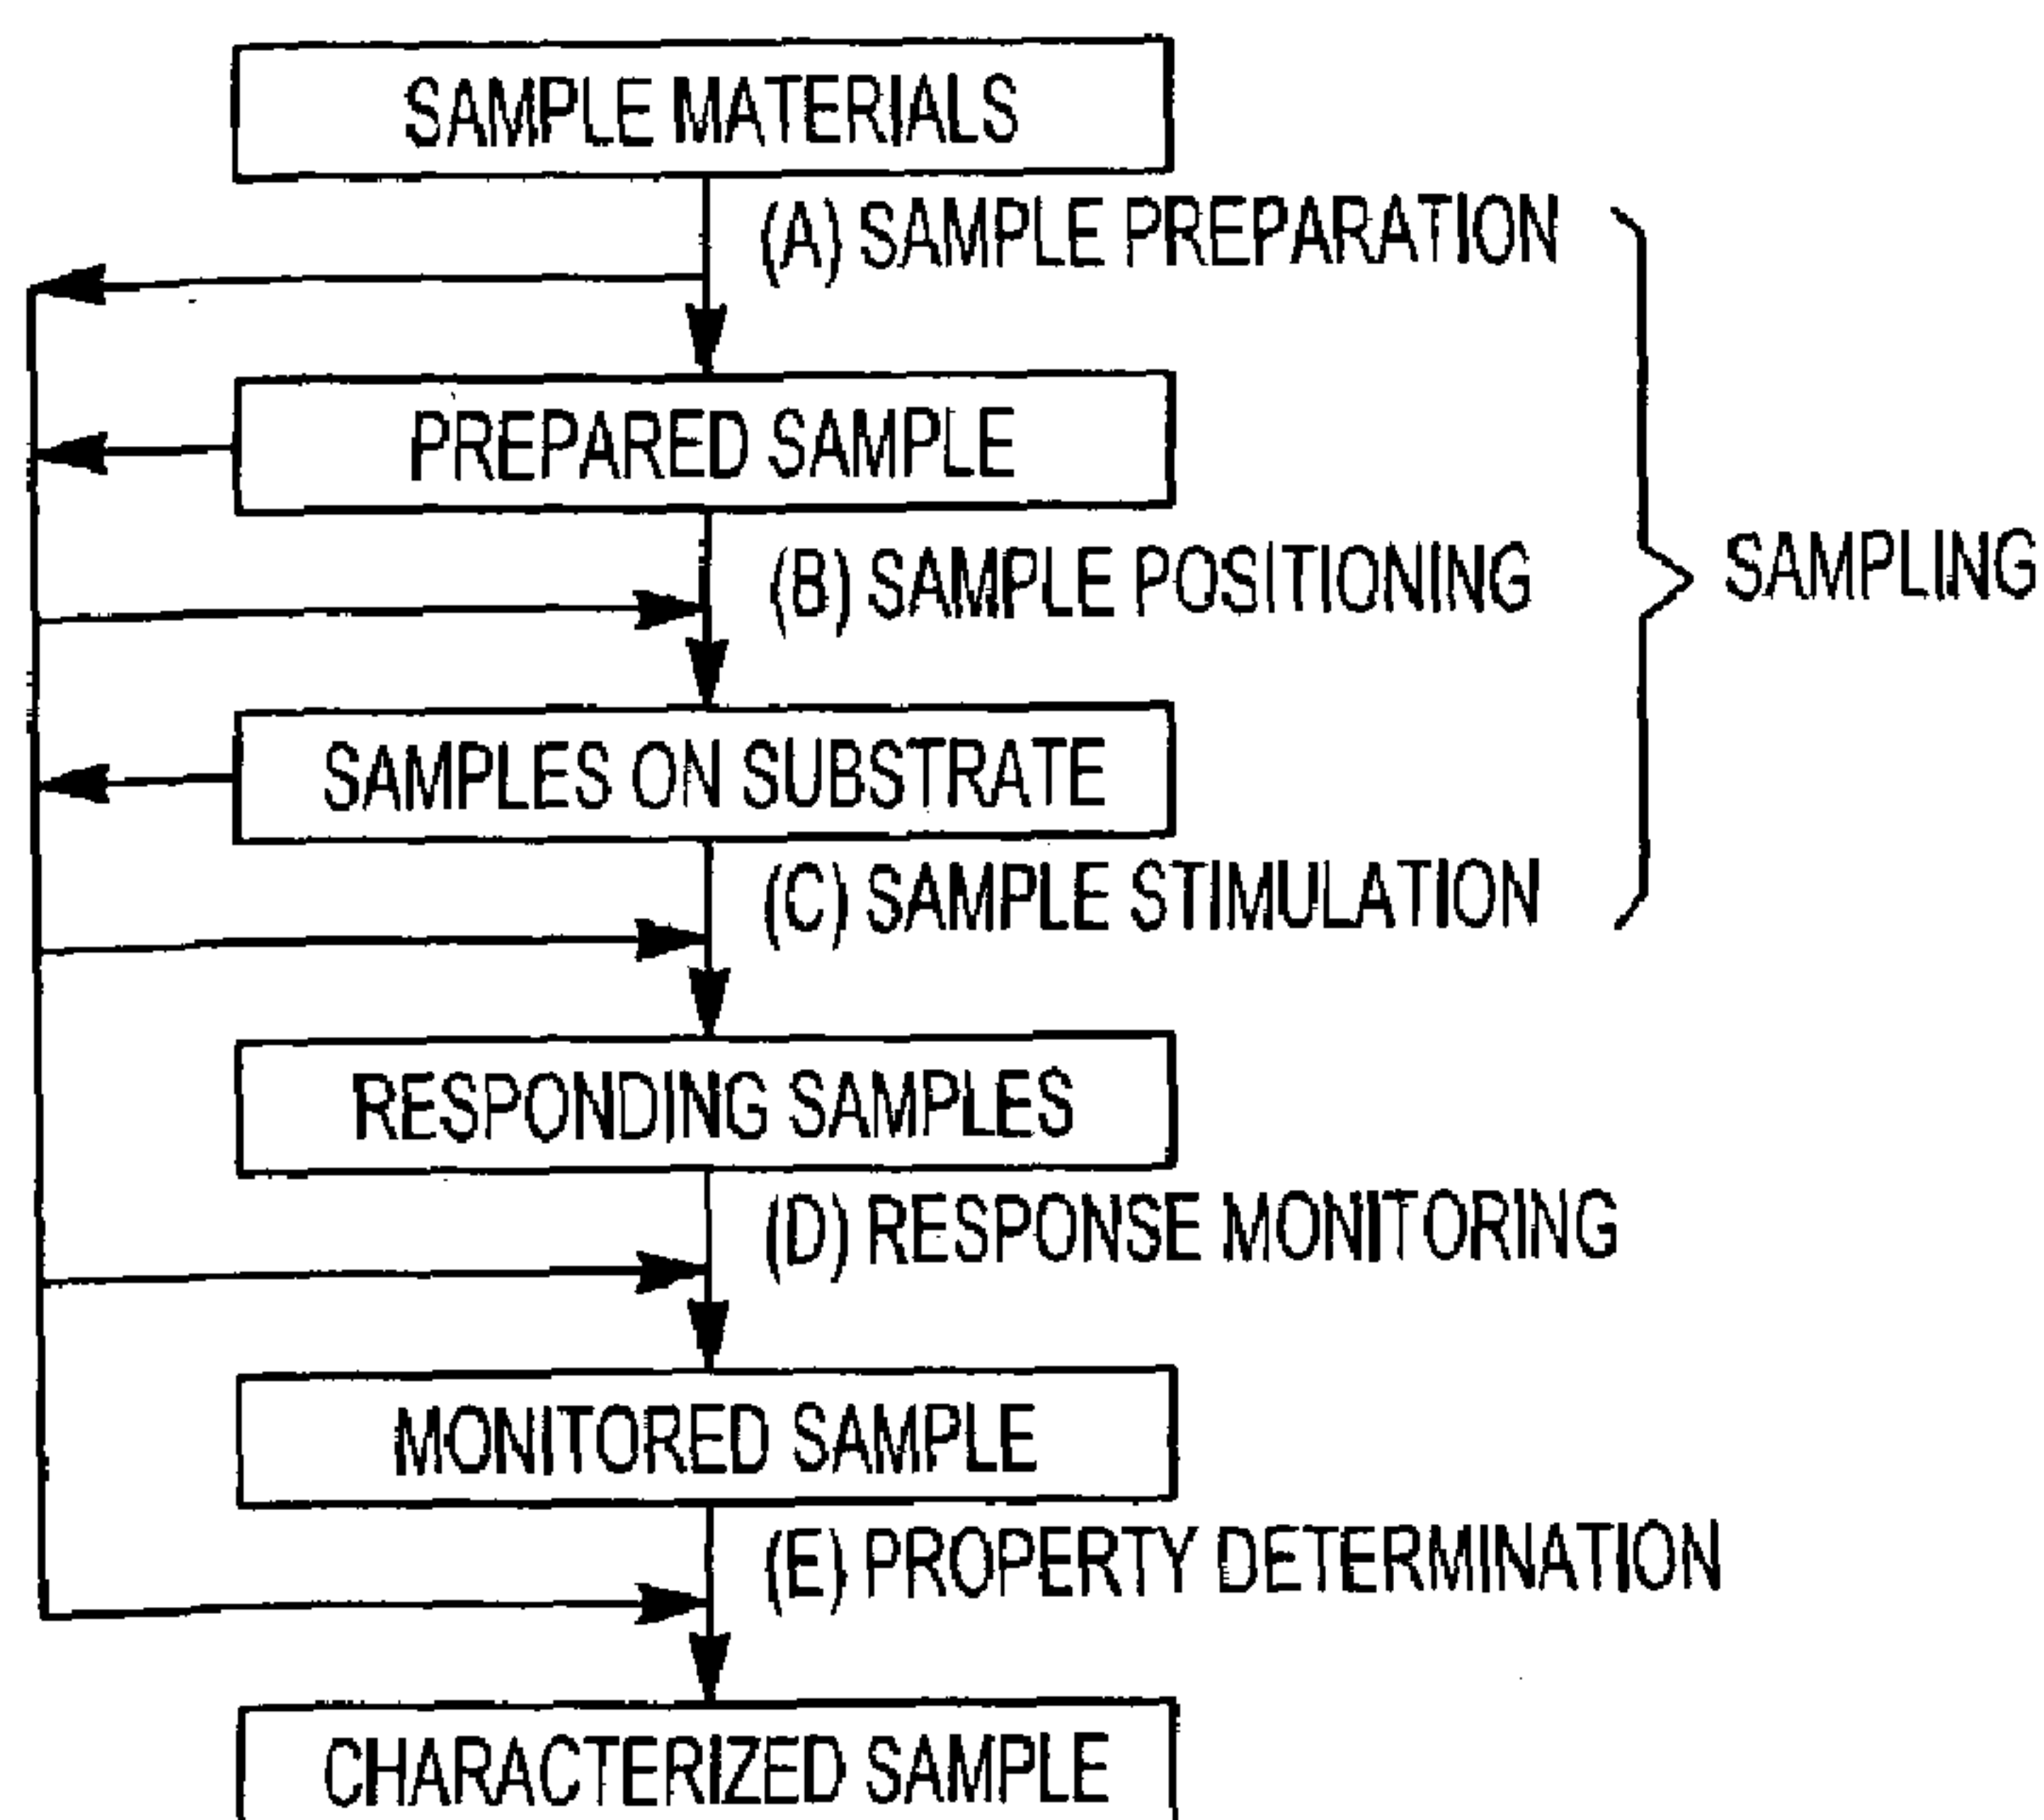 SAMPLE MATERIALS
(A) SAMPLE PREPARATION
PREPARED SAMPLE
(B) SAMPLE POSITIONING
SAMPLING
SAMPLES ON SUBSTRATE
(C) SAMPLE STIMULATION
RESPONDING SAMPLES
(D) RESPONSE MONITORING
MONITORED SAMPLE
(E) PROPERTY DETERMINATION
CHARACTERIZED SAMPLE